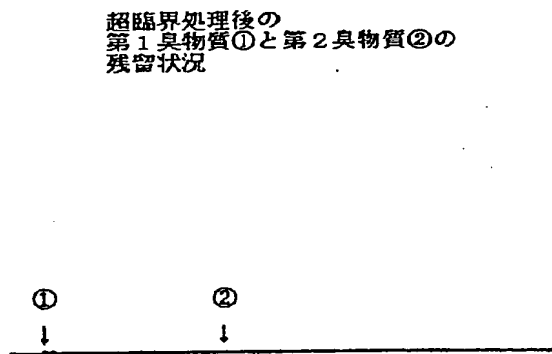 超臨界処理後の
第1臭物質①と第2臭物質②の
残留状況
① ②
↓ ↓